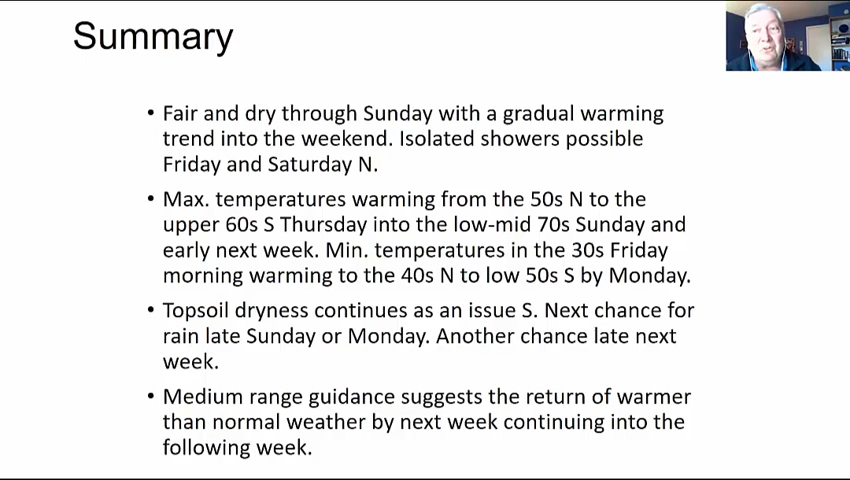 Summary
• Fair and dry through Sunday with a gradual warming
trend into the weekend. Isolated showers possible
Friday and Saturday N.
• Max. temperatures warming from the 50s N to the
upper 60s S Thursday into the low-mid 70s Sunday and
early next week. Min. temperatures in the 30s Friday
morning warming to the 40s N to low 50s S by Monday.
• Topsoil dryness continues as an issue S. Next chance for
rain late Sunday or Monday. Another chance late next
week.
• Medium range guidance suggests the return of warmer
than normal weather by next week continuing into the
following week.